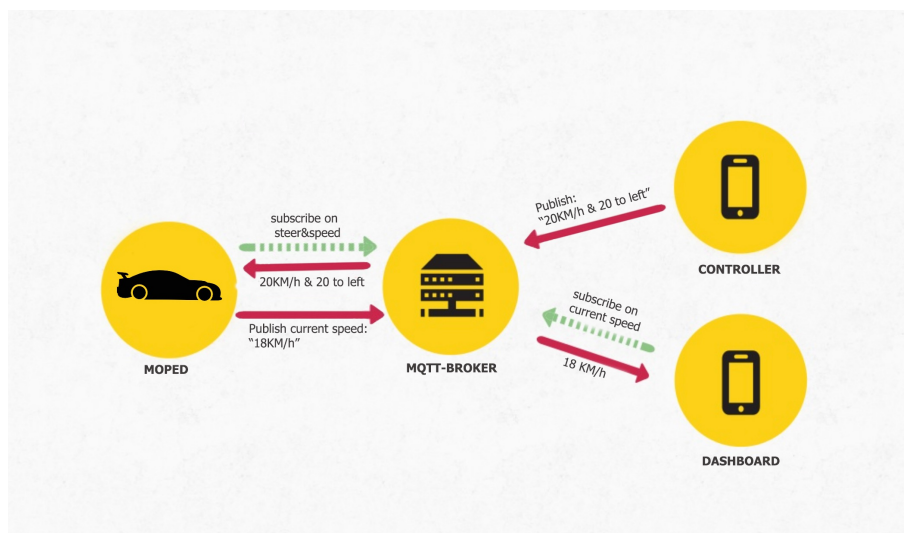 subscribe on
steer&speed
20KM/h & 20 to left
Publish current speed:
“18KM/h”
MOPED
MQTT-BROKER
Publish:
“20KM/h & 20 to left”
CONTROLLER
subscribe on
current speed
18 KM/h
DASHBOARD